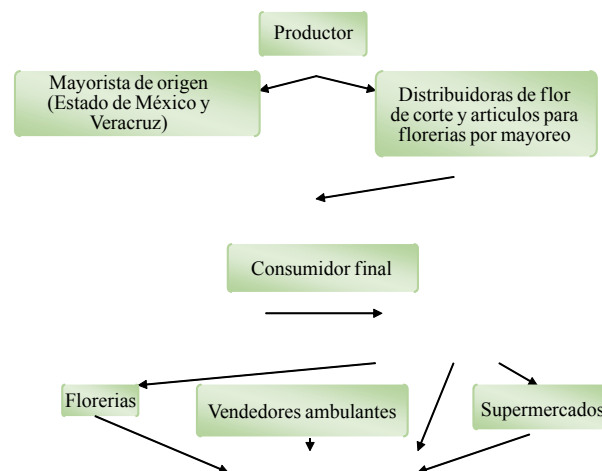 Productor
Mayorista de origen
(Estado de México y
Veracruz)
Distribuidoras de flor
de corte y articulos para
florerias por mayoreo
Consumidor final
Florerias
Vendedores ambulantes
Supermercados